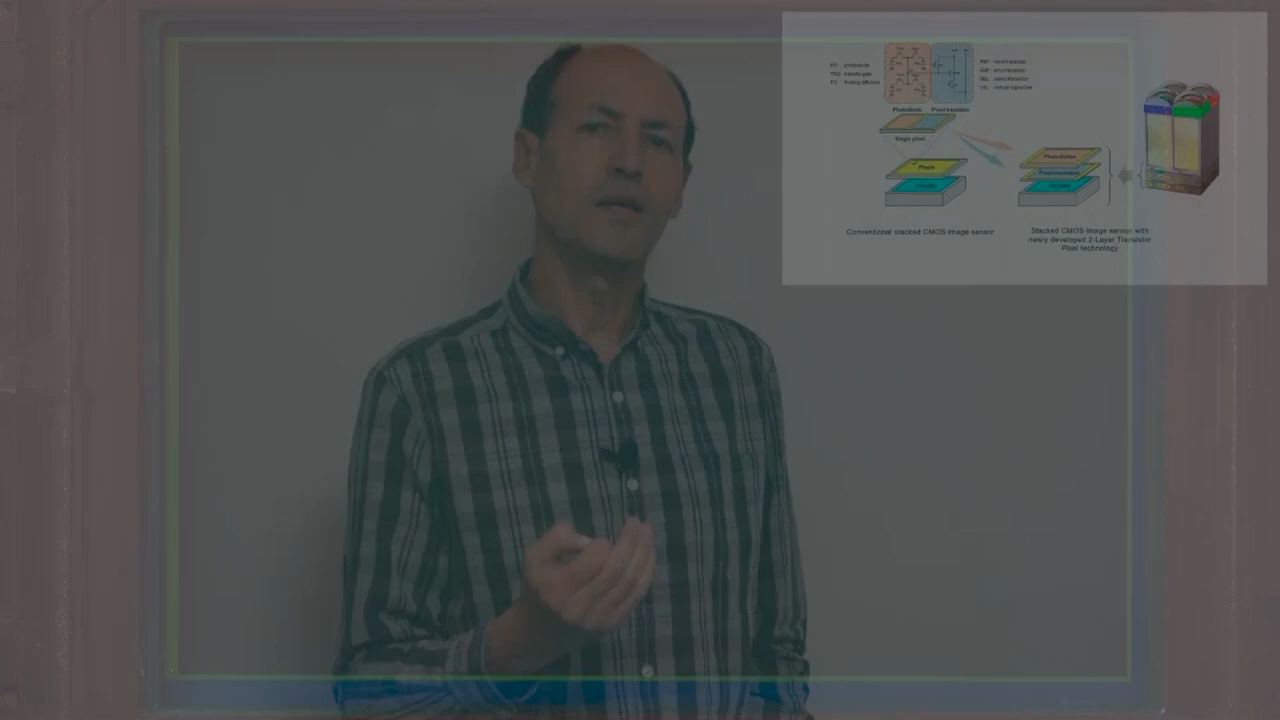 PD : photodiode
TRG : transfer gate
FD : floating diffusion
RST : reset transistor
AMP : amp transistor
SEL : select transistor
VSL : vertical signal line
Photodiode Pixel transistor
Single pixel
Pixels
Circuits
Photodiodes
Pixel transistors
Circuits
Conventional stacked CMOS image sensor
Stacked CMOS image sensor with
newly developed 2-Layer Transistor
Pixel technology